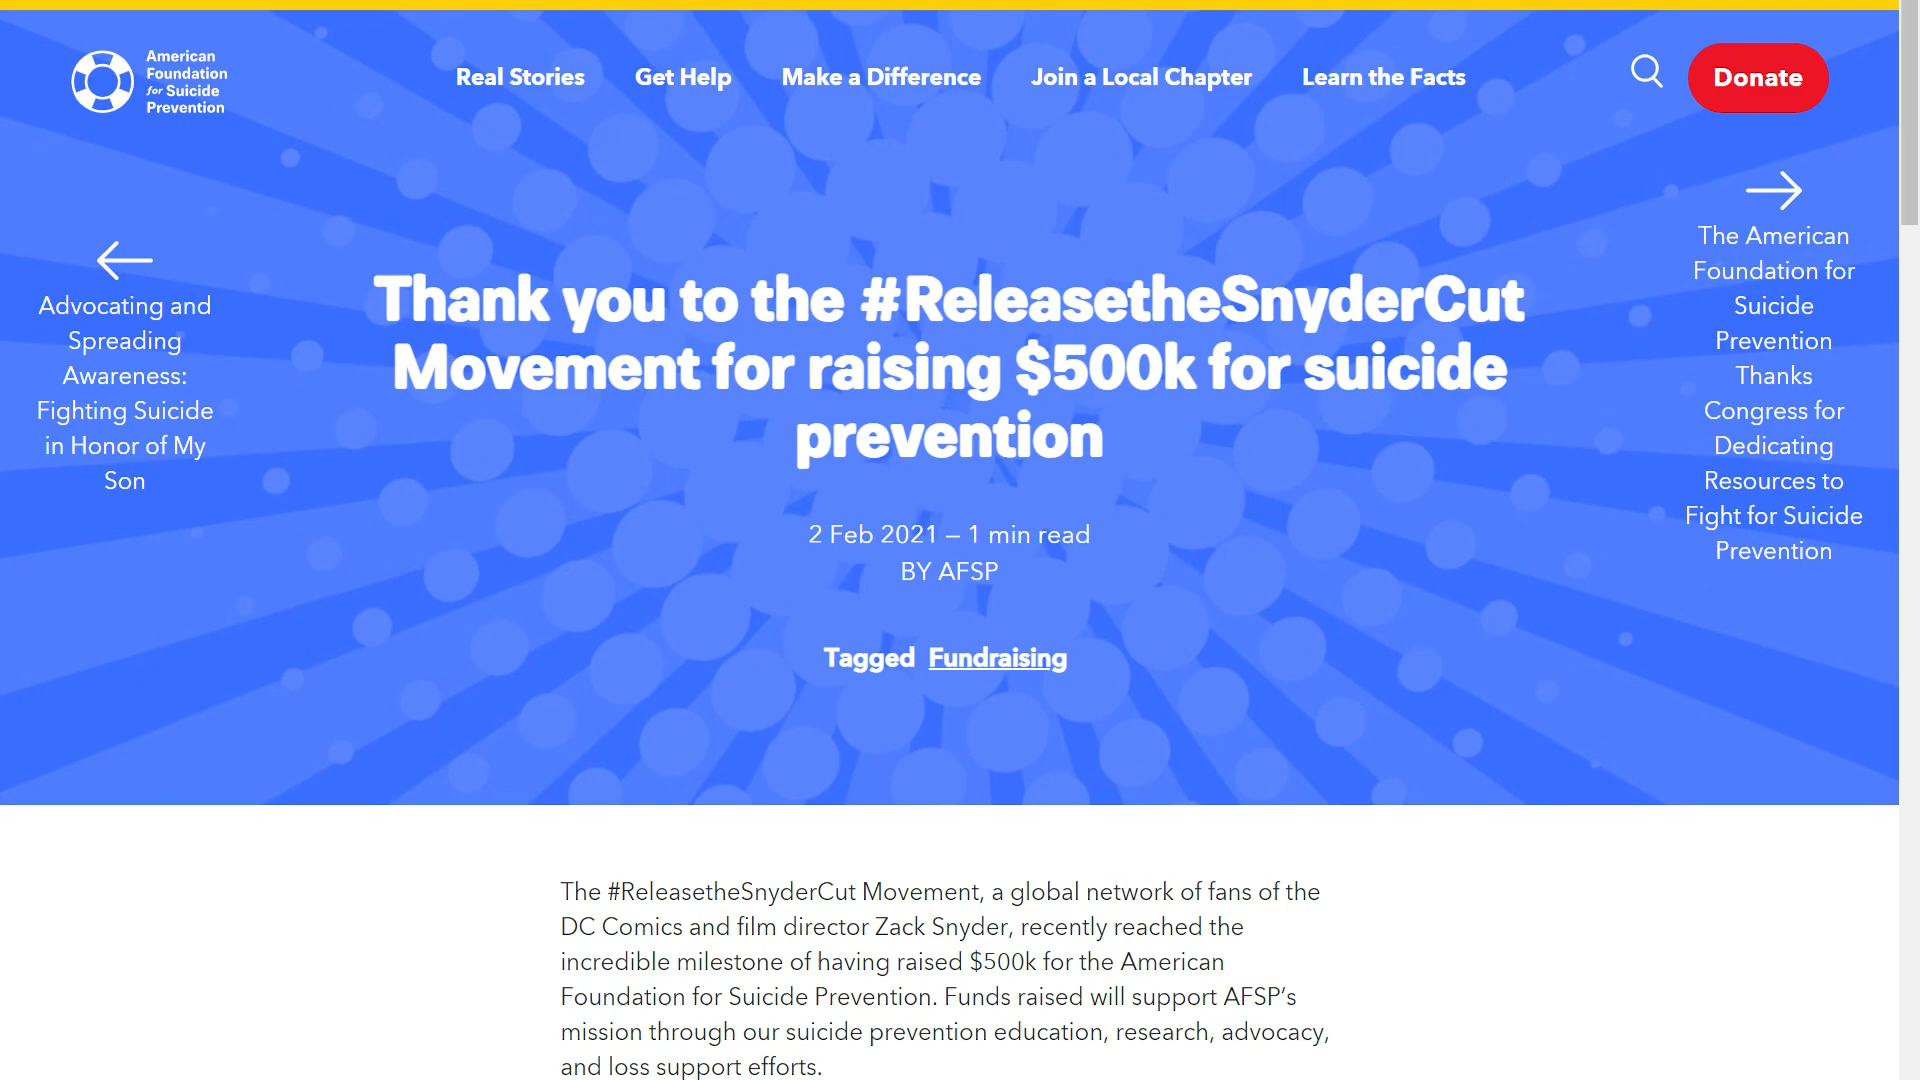 American
Foundation
for Suicide
Prevention
Real Stories
Get Help
Make a Difference
Join a Local Chapter
Learn the Facts
Donate
Advocating and
Spreading
Awareness:
Fighting Suicide
in Honor of My
Son
Thank you to the #ReleasetheSnyderCut
Movement for raising $500k for suicide
prevention
2 Feb 2021 – 1 min read
BY AFSP
Tagged Fundraising
The American
Foundation for
Suicide
Prevention
Thanks
Congress for
Dedicating
Resources to
Fight for Suicide
Prevention
The #ReleasetheSnyderCut Movement, a global network of fans of the
DC Comics and film director Zack Snyder, recently reached the
incredible milestone of having raised $500k for the American
Foundation for Suicide Prevention. Funds raised will support AFSP’s
mission through our suicide prevention education, research, advocacy,
and loss support efforts.